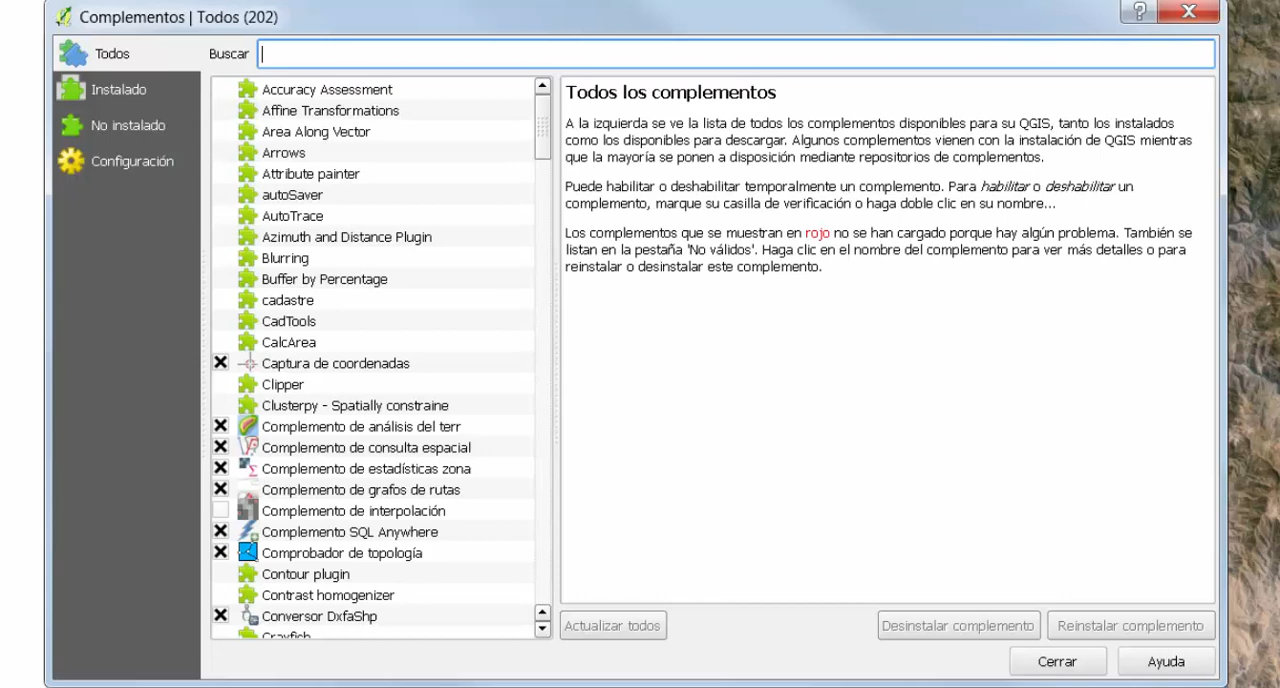 Complementos | Todos (202)
Todos
Instalado
No instalado
Configuración
Buscar
Accuracy Assessment
Affine Transformations
Area Along Vector
Arrows
Attribute painter
autoSaver
AutoTrace
Azimuth and Distance Plugin
Blurring
Buffer by Percentage
cadastre
CadTools
CalcArea
Captura de coordenadas
Clipper
Clusterpy - Spatially constraine
Complemento de análisis del terr
Complemento de consulta espacial
Complemento de estadísticas zona
Complemento de grafos de rutas
Complemento de interpolación
Complemento SQL Anywhere
Comprobador de topología
Contour plugin
Contrast homogenizer
Conversor DxfaShp
Crayfish
Todos los complementos
A la izquierda se ve la lista de todos los complementos disponibles para su QGIS, tanto los instalados
como los disponibles para descargar. Algunos complementos vienen con la instalación de QGIS mientras
que la mayoría se ponen a disposición mediante repositorios de complementos.
Puede habilitar o deshabilitar temporalmente un complemento. Para habilitar o deshabilitar un
complemento, marque su casilla de verificación o haga doble clic en su nombre...
Los complementos que se muestran en rojo no se han cargado porque hay algún problema. También se
listan en la pestaña 'No válidos'. Haga clic en el nombre del complemento para ver más detalles o para
reinstalar o desinstalar este complemento.
Actualizar todos
Desinstalar complemento
Reinstalar complemento
Cerrar
Ayuda